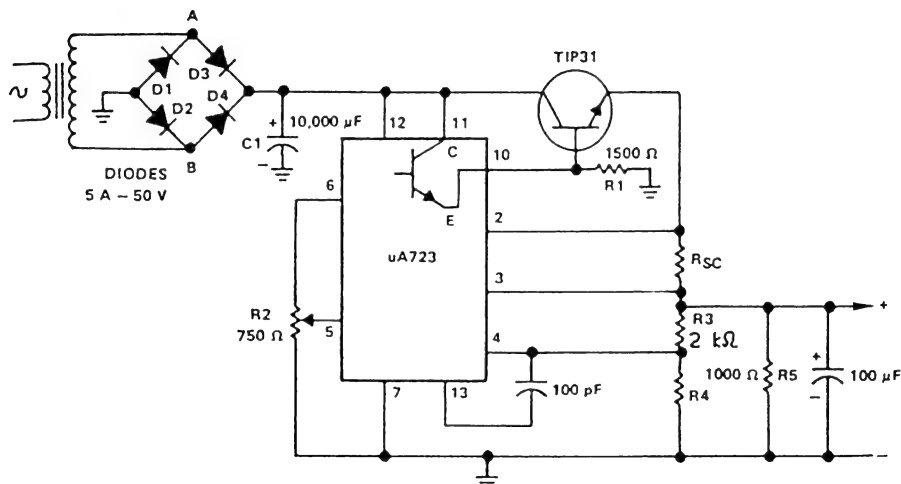 A
TIP31
D1
D3
D2
D4
+
10,000 µF
C1
–
12
11
1500 Ω
R1
B
DIODES
5 A – 50 V
C
E
10
6
2
uA723
RSC
3
+
R2
750 Ω
5
R3
2 kΩ
4
100 pF
R4
1000 Ω
R5
+
100 µF
–
7
13
–